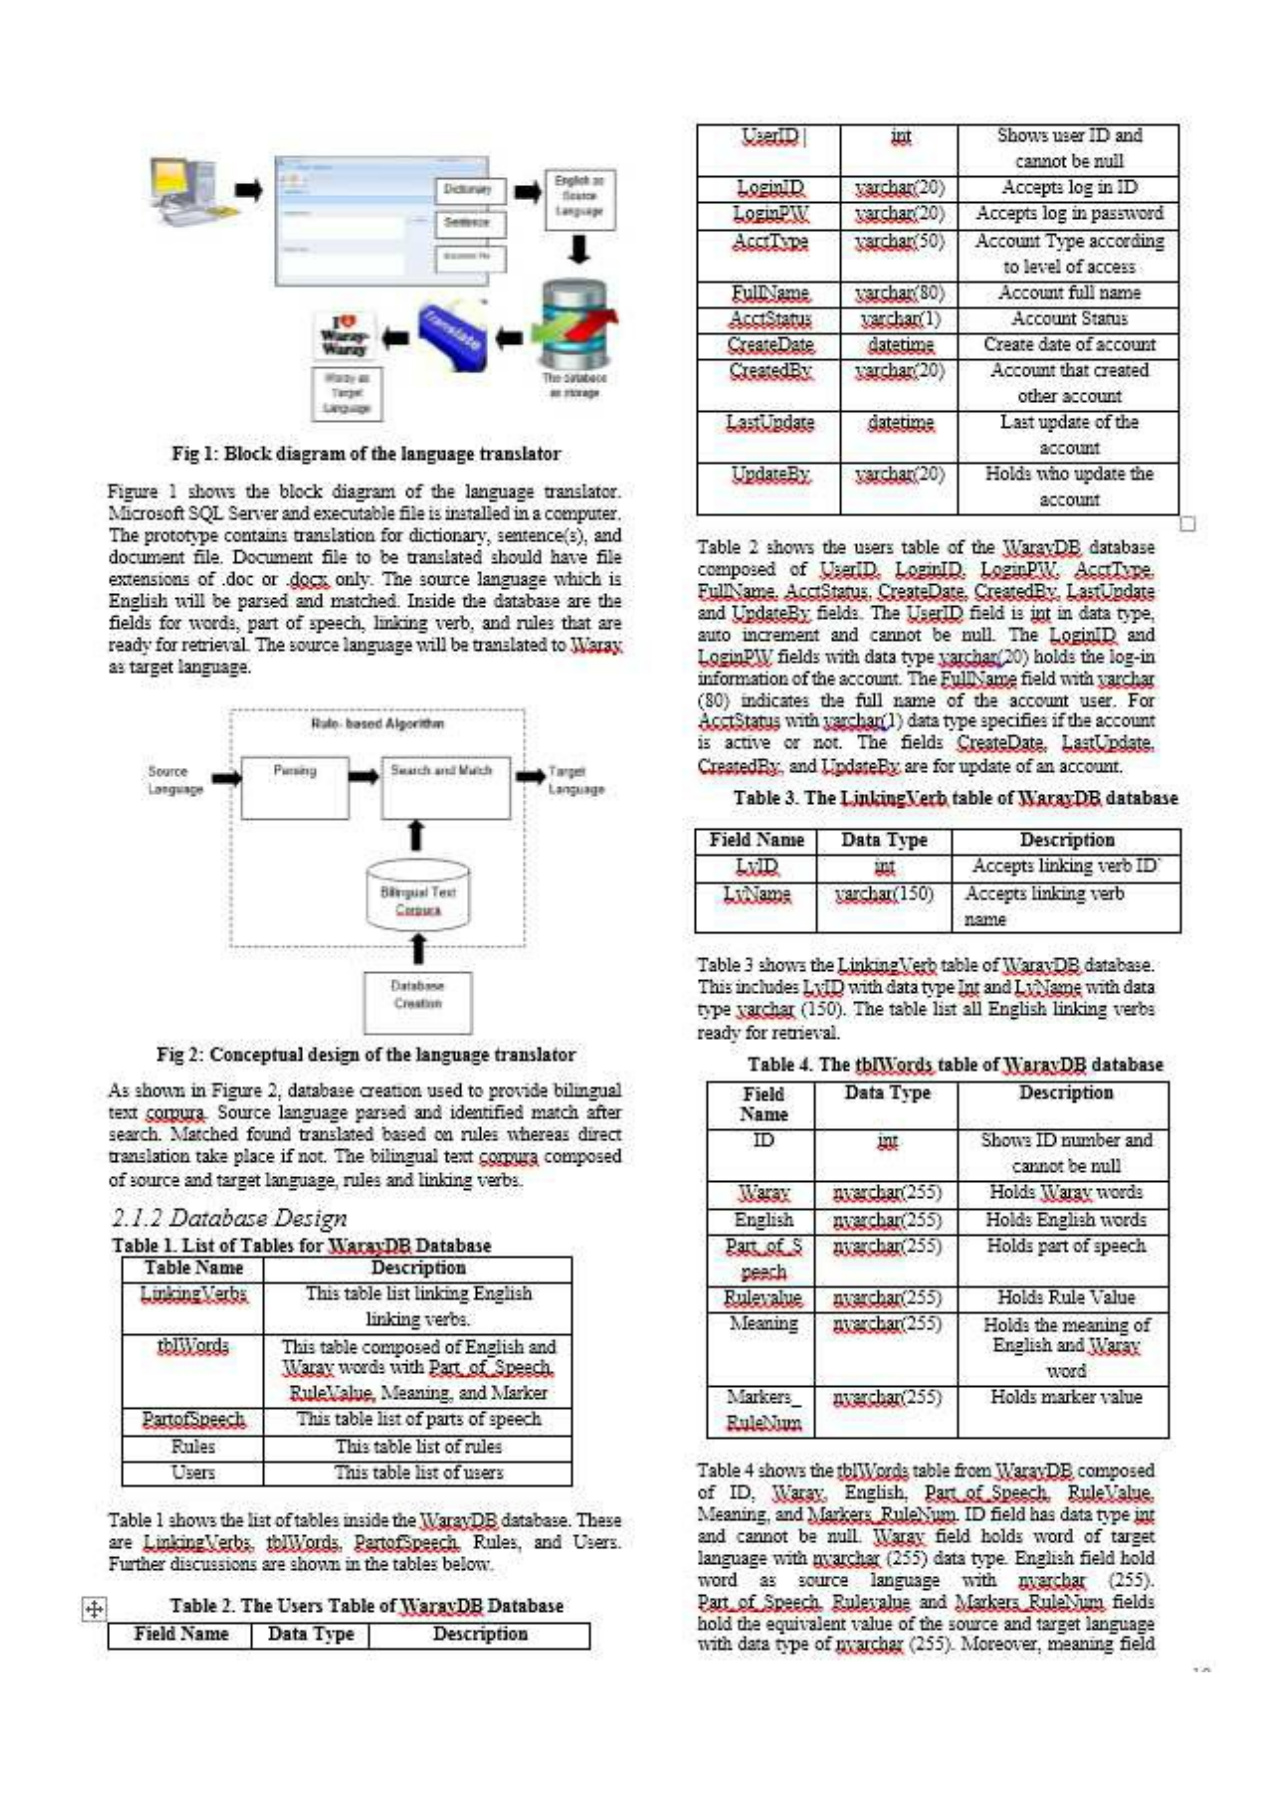 Dictionary
Sentence
English as
Source
Language
I
Waray-
Waray
Translate
Waray as
Target
Language
The database
as storage
Fig 1: Block diagram of the language translator
Figure 1 shows the block diagram of the language translator.
Microsoft SQL Server and executable file is installed in a computer.
The prototype contains translation for dictionary, sentence(s), and
document file. Document file to be translated should have file
extensions of .doc or .docx only. The source language which is
English will be parsed and matched. Inside the database are the
fields for words, part of speech, linking verb, and rules that are
ready for retrieval. The source language will be translated to Waray
as target language.
Rule- based Algorithm
Source
Language
Parsing
Search and Match
Target
Language
Bilingual Text
Corpura
Database
Creation
Fig 2: Conceptual design of the language translator
As shown in Figure 2, database creation used to provide bilingual
text corpura. Source language parsed and identified match after
search. Matched found translated based on rules whereas direct
translation take place if not. The bilingual text corpura composed
of source and target language, rules and linking verbs.
2.1.2 Database Design
Table 1. List of Tables for WarayDB Database
Table Name Description
LinkingVerbs This table list linking English
linking verbs.
tblWords This table composed of English and
Waray words with Part_of_Speech,
RuleValue, Meaning, and Marker
PartofSpeech This table list of parts of speech
Rules This table list of rules
Users This table list of users
Table 1 shows the list of tables inside the WarayDB database. These
are LinkingVerbs, tblWords, PartofSpeech, Rules, and Users.
Further discussions are shown in the tables below.
Table 2. The Users Table of WarayDB Database
Field Name Data Type Description
UserID int Shows user ID and
cannot be null
LoginID varchar(20) Accepts log in ID
LoginPW varchar(20) Accepts log in password
AcctType varchar(50) Account Type according
to level of access
FullName varchar(80) Account full name
AcctStatus varchar(1) Account Status
CreateDate datetime Create date of account
CreatedBy varchar(20) Account that created
other account
LastUpdate datetime Last update of the
account
UpdateBy varchar(20) Holds who update the
account
Table 2 shows the users table of the WarayDB database
composed of UserID, LoginID, LoginPW, AcctType,
FullName, AcctStatus, CreateDate, CreatedBy, LastUpdate
and UpdateBy fields. The UserID field is int in data type,
auto increment and cannot be null. The LoginID and
LoginPW fields with data type varchar(20) holds the log-in
information of the account. The FullName field with varchar
(80) indicates the full name of the account user. For
AcctStatus with varchar(1) data type specifies if the account
is active or not. The fields CreateDate, LastUpdate,
CreatedBy, and UpdateBy are for update of an account.
Table 3. The LinkingVerb table of WarayDB database
Field Name Data Type Description
LvID int Accepts linking verb ID`
LvName varchar(150) Accepts linking verb
name
Table 3 shows the LinkingVerb table of WarayDB database.
This includes LvID with data type Int and LvName with data
type varchar (150). The table list all English linking verbs
ready for retrieval.
Table 4. The tblWords table of WarayDB database
Field Data Type Description
Name
ID int Shows ID number and
cannot be null
Waray nvarchar(255) Holds Waray words
English nvarchar(255) Holds English words
Part_of_S nvarchar(255) Holds part of speech
peech
Rulevalue nvarchar(255) Holds Rule Value
Meaning nvarchar(255) Holds the meaning of
English and Waray
word
Markers_ nvarchar(255) Holds marker value
RuleNum
Table 4 shows the tblWords table from WarayDB composed
of ID, Waray, English, Part_of_Speech, RuleValue,
Meaning, and Markers_RuleNum. ID field has data type int
and cannot be null. Waray field holds word of target
language with nvarchar (255) data type. English field hold
word as source language with nvarchar (255).
Part_of_Speech, Rulevalue and Markers_RuleNum fields
hold the equivalent value of the source and target language
with data type of nvarchar (255). Moreover, meaning field